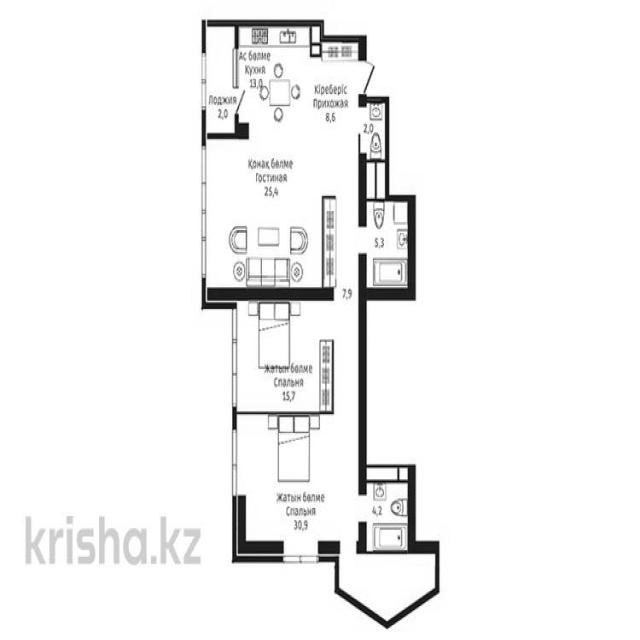 Ас бөлме
Кухня
13,0
Лоджия
2,0
Кіреберіс
Прихожая
8,6
2,0
Қонақ бөлме
Гостиная
25,4
5,3
7,9
Жатын бөлме
Спальня
15,7
Жатын бөлме
Спальня
30,9
4,2
krisha.kz